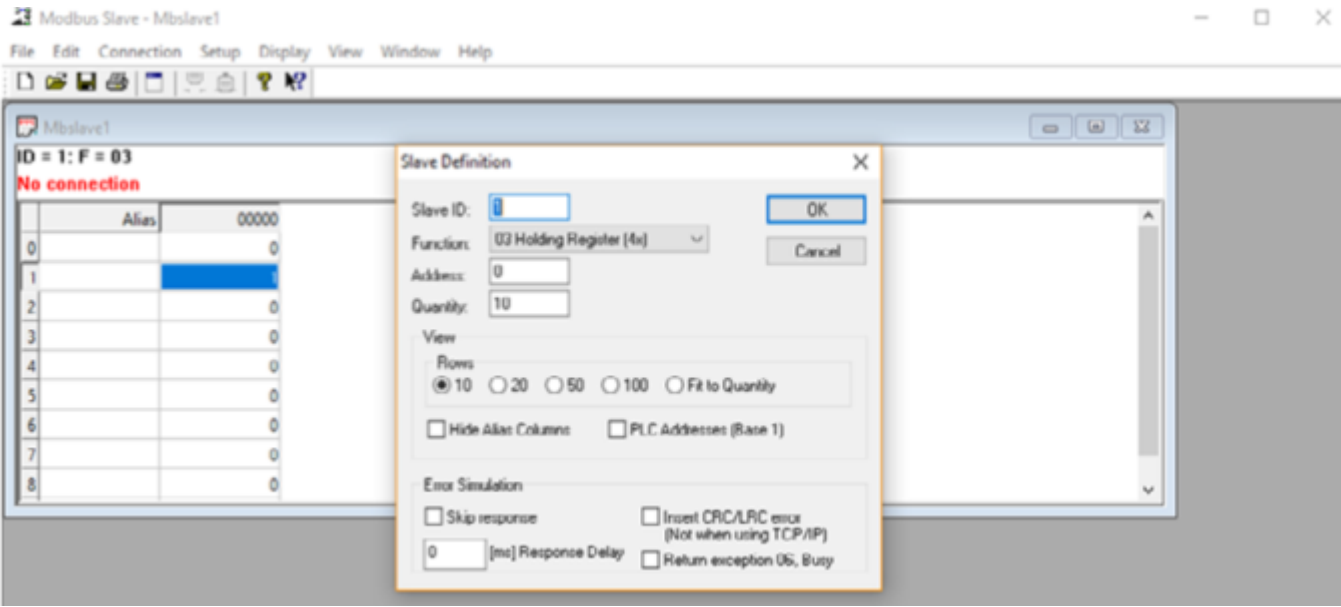 Modbus Slave - Mbslave1
File Edit Connection Setup Display View Window Help
Mbslave1
ID = 1: F = 03
No connection
Alias 00000
0 0
1 1
2 0
3 0
4 0
5 0
6 0
7 0
8 0
Slave Definition
Slave ID: 1
OK
Function: 03 Holding Register (4x)
Cancel
Address: 0
Quantity: 10
View
Rows
10 20 50 100 Fit to Quantity
Hide Alias Columns PLC Addresses (Base 1)
Error Simulation
Skip response
Insert CRC/LRC error
(Not when using TCP/IP)
0 [ms] Response Delay
Return exception 06, Busy